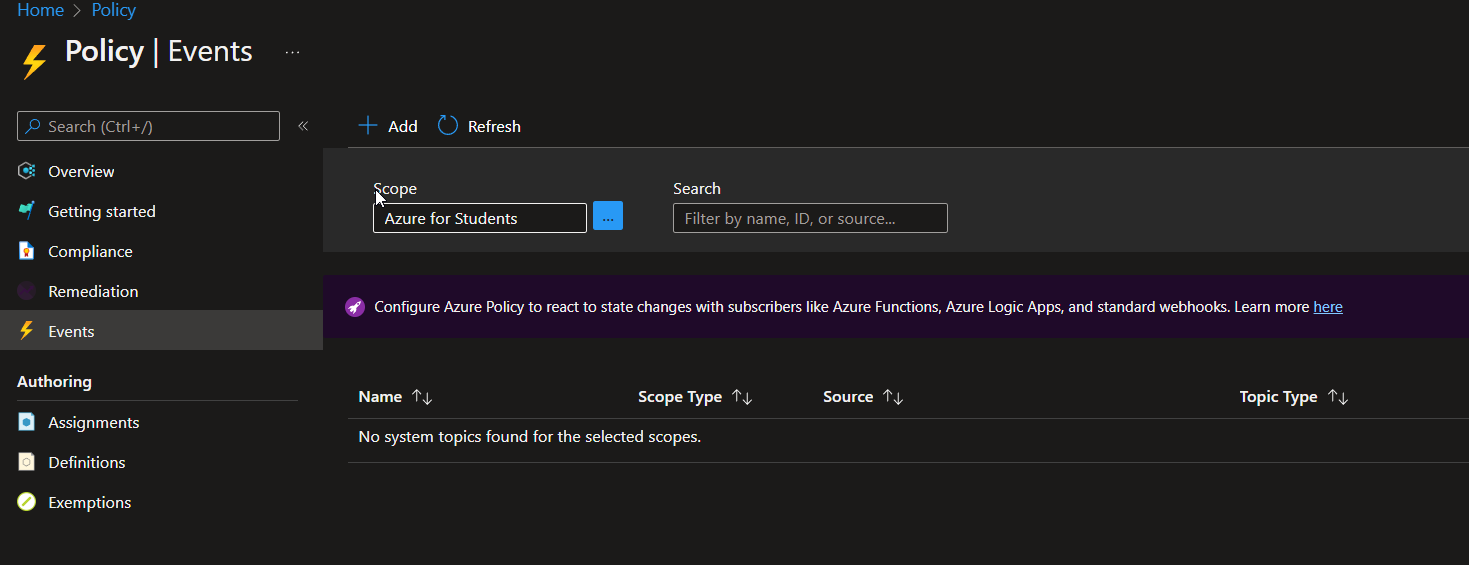 Home > Policy
Policy | Events ...
Search (Ctrl+/) «
Overview
Getting started
Compliance
Remediation
Events
Authoring
Assignments
Definitions
Exemptions
+ Add Refresh
Scope
Azure for Students ...
Search
Filter by name, ID, or source...
Configure Azure Policy to react to state changes with subscribers like Azure Functions, Azure Logic Apps, and standard webhooks. Learn more here
Name ↑↓ Scope Type ↑↓ Source ↑↓ Topic Type ↑↓
No system topics found for the selected scopes.